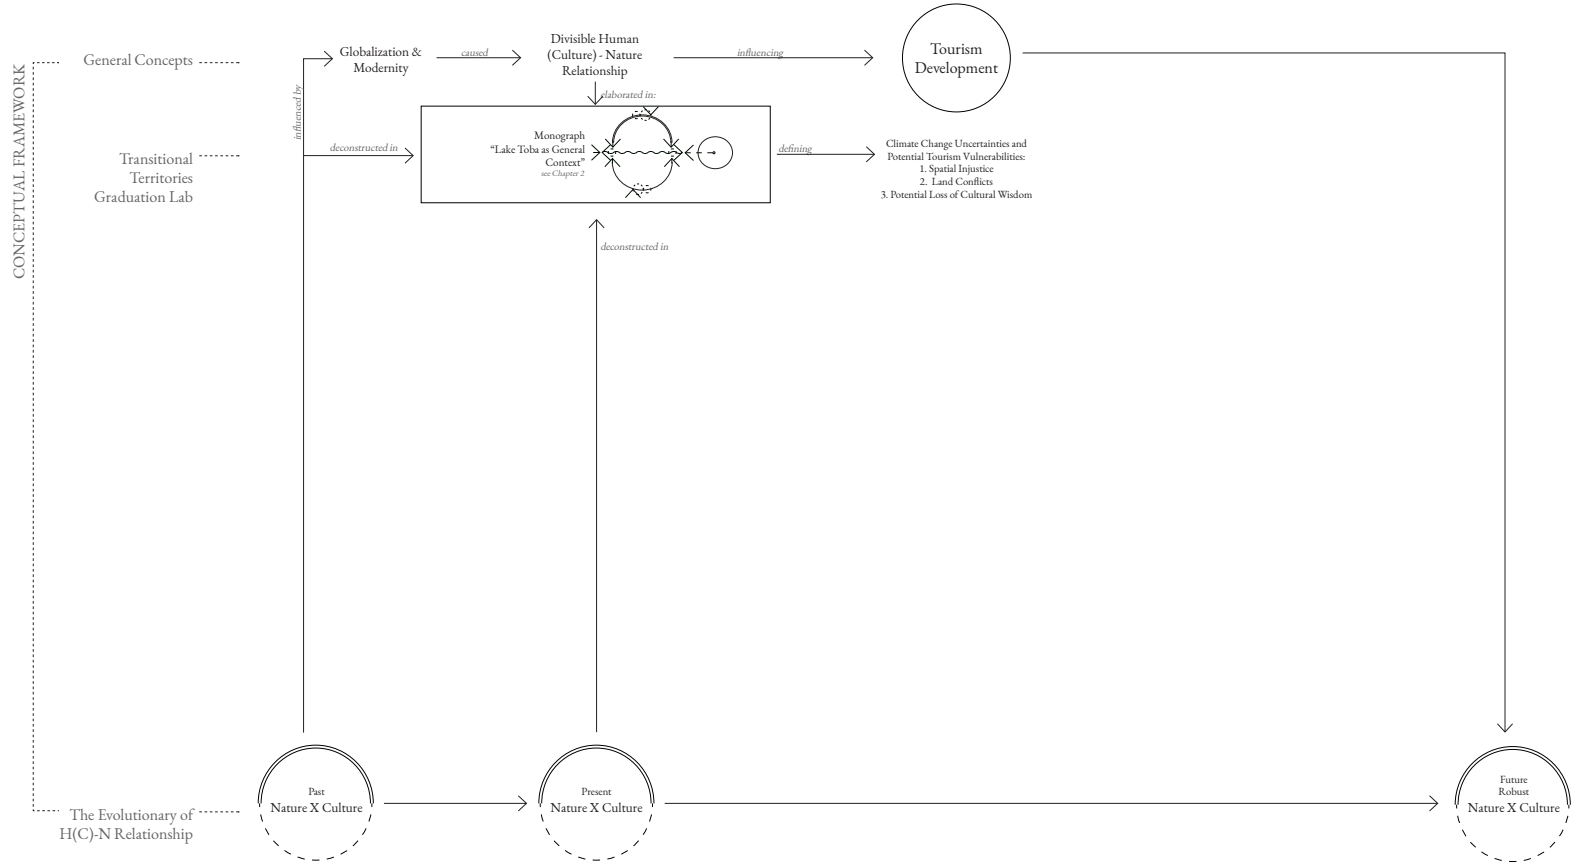 CONCEPTUAL FRAMEWORK
General Concepts
influenced by
Globalization &
Modernity
caused
Divisible Human
(Culture) - Nature
Relationship
influencing
Tourism
Development
elaborated in:
Transitional
Territories
Graduation Lab
deconstructed in
Monograph
“Lake Toba as General
Context”
see Chapter 2
defining
Climate Change Uncertainties and
Potential Tourism Vulnerabilities:
1. Spatial Injustice
2. Land Conflicts
3. Potential Loss of Cultural Wisdom
deconstructed in
The Evolutionary of
H(C)-N Relationship
Past
Nature X Culture
Present
Nature X Culture
Future
Robust
Nature X Culture